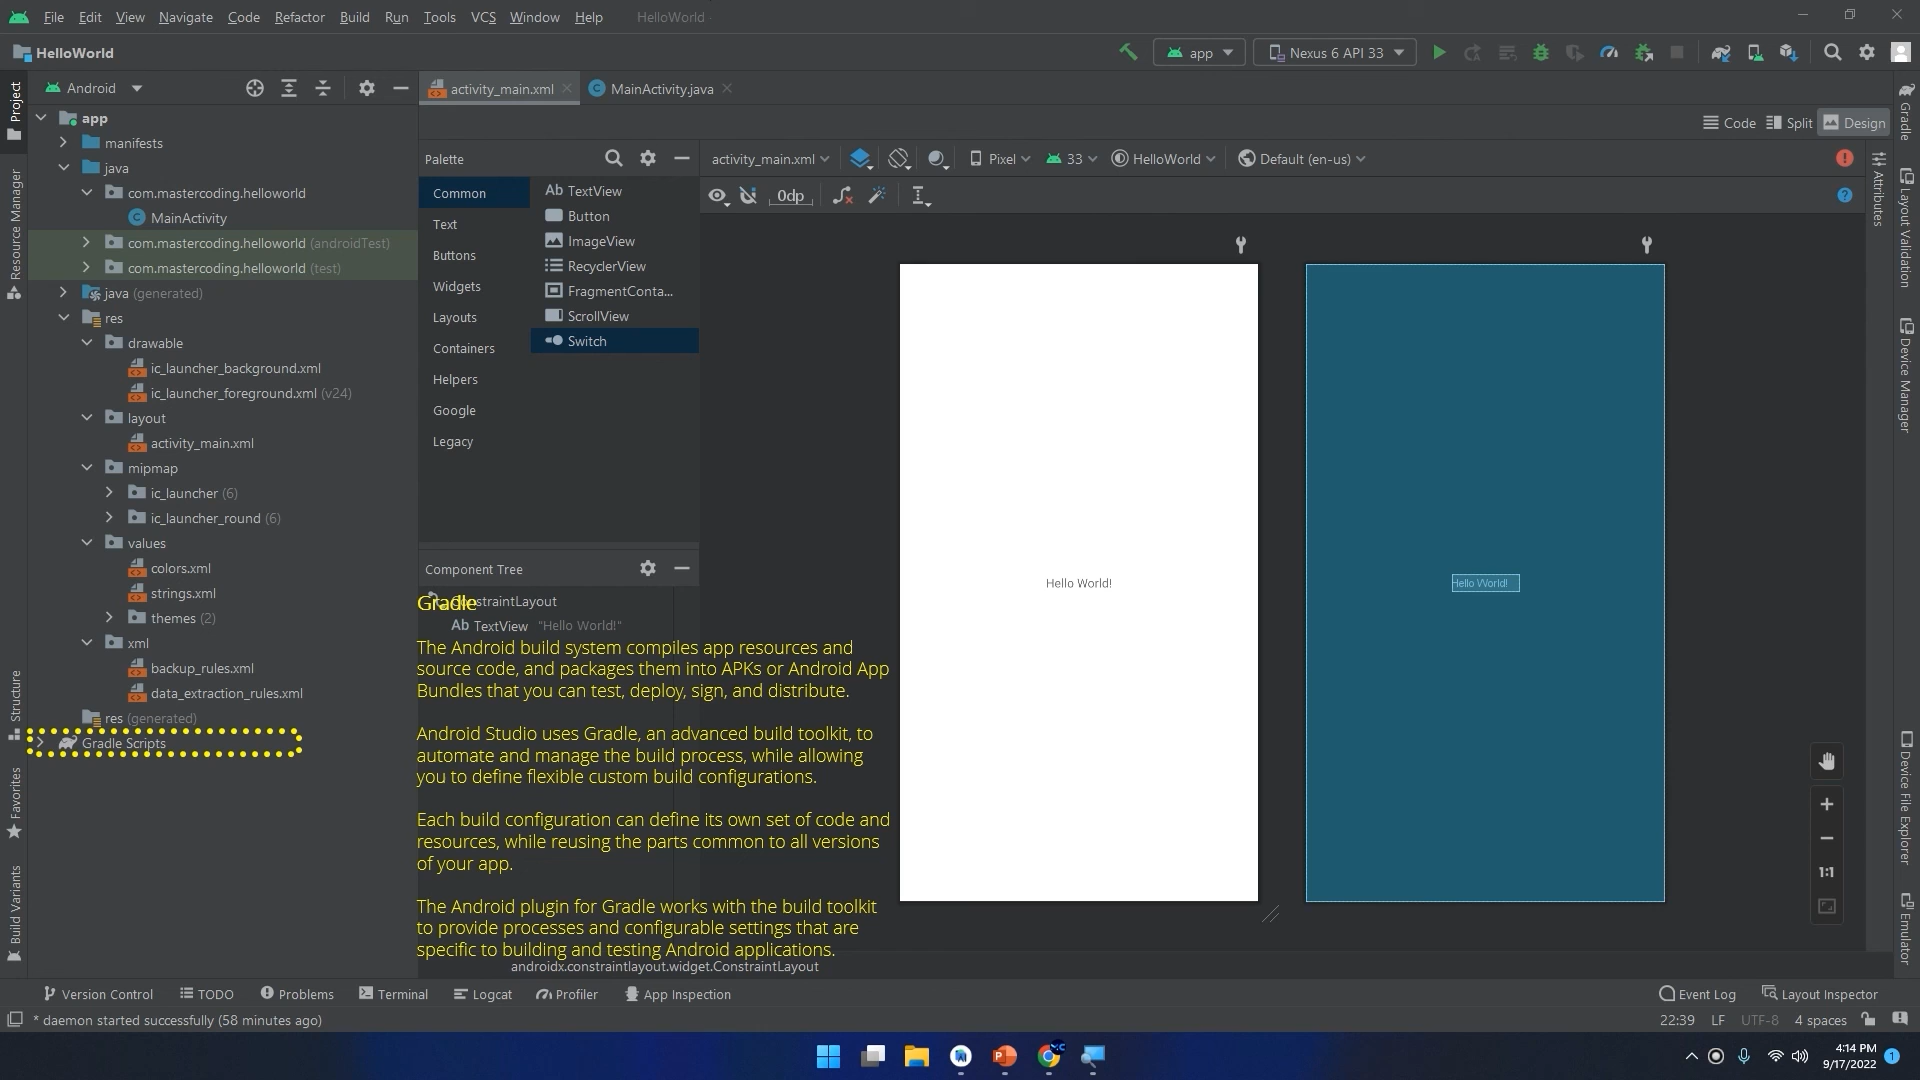 File Edit View Navigate Code Refactor Build Run Tools VCS Window Help HelloWorld
HelloWorld
app
Nexus 6 API 33
Project
Resource Manager
Structure
Favorites
Build Variants
Android
app
manifests
java
com.mastercoding.helloworld
MainActivity
com.mastercoding.helloworld (androidTest)
com.mastercoding.helloworld (test)
java (generated)
res
drawable
ic_launcher_background.xml
ic_launcher_foreground.xml (v24)
layout
activity_main.xml
mipmap
ic_launcher (6)
ic_launcher_round (6)
values
colors.xml
strings.xml
themes (2)
xml
backup_rules.xml
data_extraction_rules.xml
res (generated)
Gradle Scripts
activity_main.xml
MainActivity.java
Code Split Design
Palette
Common
Text
Buttons
Widgets
Layouts
Containers
Helpers
Google
Legacy
Ab TextView
Button
ImageView
RecyclerView
FragmentConta...
ScrollView
Switch
activity_main.xml
Pixel
33
HelloWorld
Default (en-us)
0dp
Hello World!
Hello World!
1:1
Component Tree
straintLayout
Ab TextView "Hello World!"
Gradle
The Android build system compiles app resources and
source code, and packages them into APKs or Android App
Bundles that you can test, deploy, sign, and distribute.
Android Studio uses Gradle, an advanced build toolkit, to
automate and manage the build process, while allowing
you to define flexible custom build configurations.
Each build configuration can define its own set of code and
resources, while reusing the parts common to all versions
of your app.
The Android plugin for Gradle works with the build toolkit
to provide processes and configurable settings that are
specific to building and testing Android applications.
androidx.constraintlayout.widget.ConstraintLayout
Gradle
Attributes
Layout Validation
Device Manager
Device File Explorer
Emulator
Version Control TODO Problems Terminal Logcat Profiler App Inspection
Event Log Layout Inspector
* daemon started successfully (58 minutes ago)
22:39 LF UTF-8 4 spaces
4:14 PM
9/17/2022
1